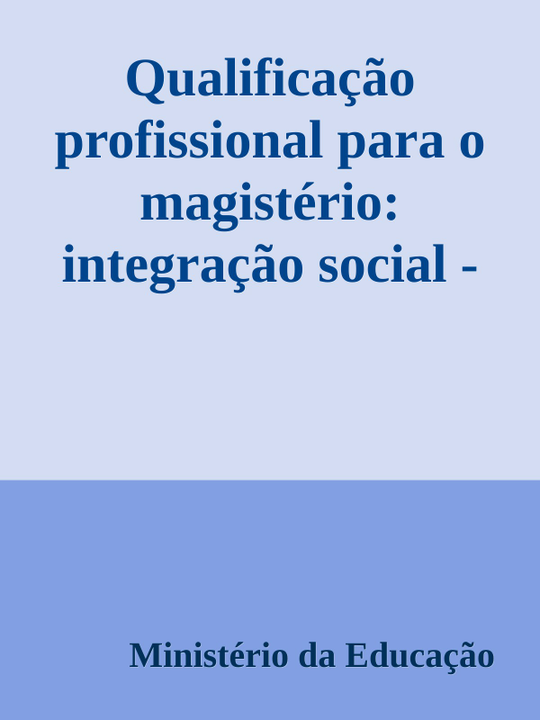 Qualificação
profissional para o
magistério:
integração social -
Ministério da Educação